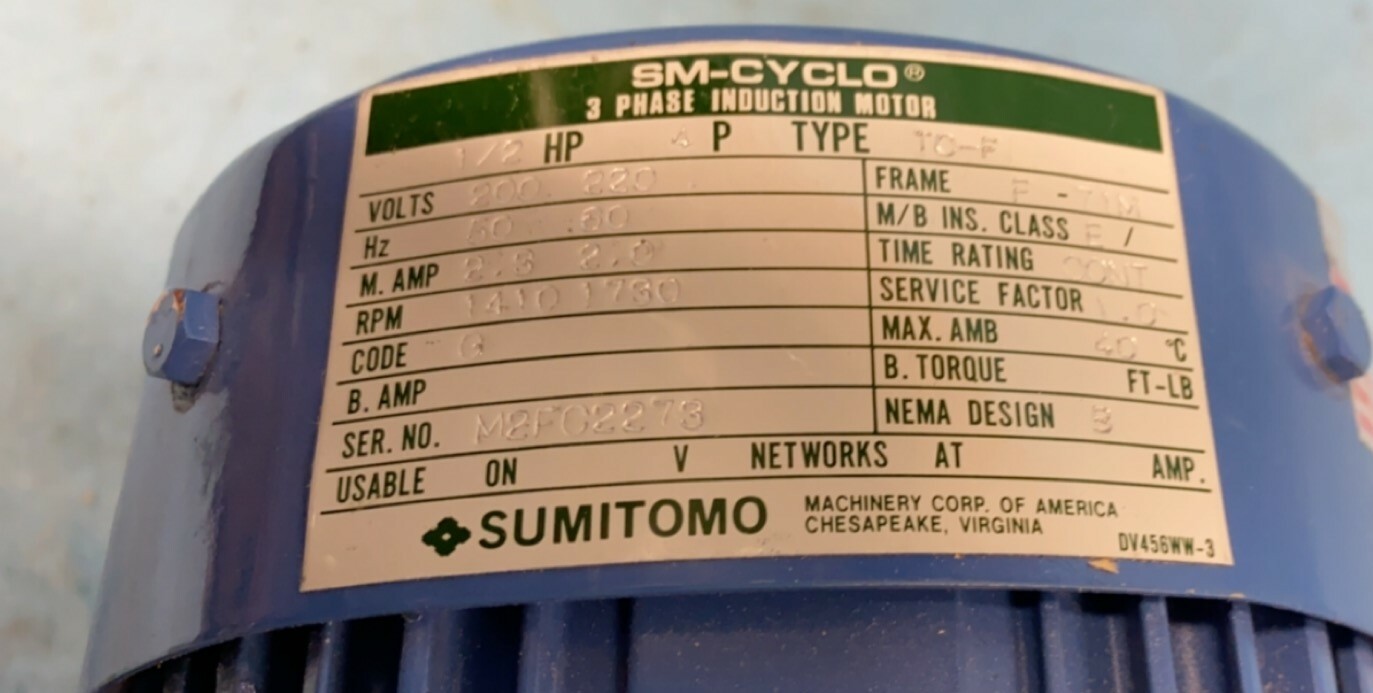 SM-CYCLO®
3 PHASE INDUCTION MOTOR
1/2 HP 4 P TYPE TC-F
VOLTS 200. 220
FRAME F -71M
Hz 50 .60
M/B INS. CLASS /
M. AMP 2.3 2.0
TIME RATING CONT
RPM 1410 1730
SERVICE FACTOR 1.0
CODE
MAX. AMB 40 °C
B. AMP
B. TORQUE FT-LB
SER. NO. M2FC2273
NEMA DESIGN
USABLE ON V NETWORKS AT AMP.
SUMITOMO
MACHINERY CORP. OF AMERICA
CHESAPEAKE, VIRGINIA
DV456WW-3